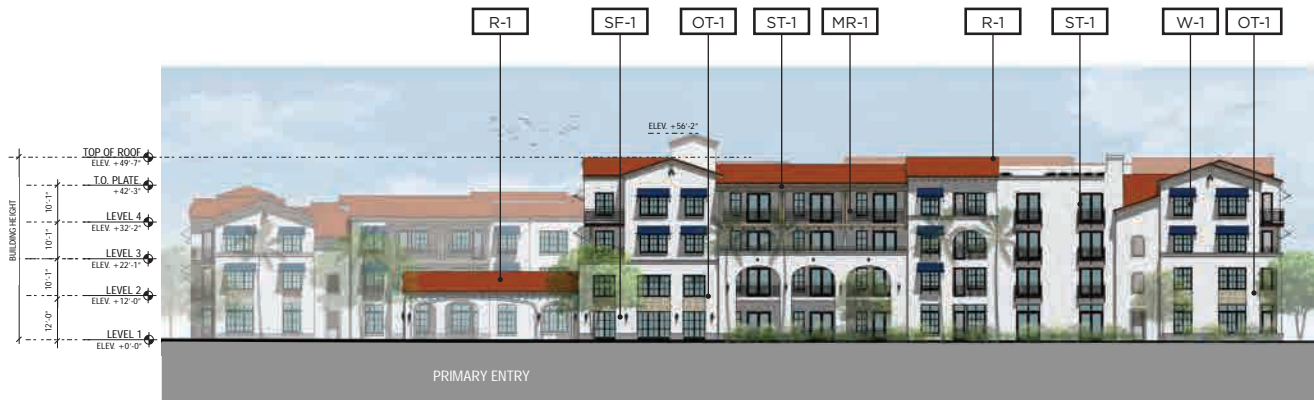 R-1
SF-1
OT-1
ST-1
MR-1
R-1
ST-1
W-1
OT-1
ELEV. +56'-2"
TOP OF ROOF
ELEV. +49'-7"
T.O. PLATE
+42'-3"
10'-1"
LEVEL 4
ELEV. +32'-2"
10'-1"
BUILDING HEIGHT
LEVEL 3
ELEV. +22'-1"
10'-1"
LEVEL 2
ELEV. +12'-0"
12'-0"
LEVEL 1
ELEV. +0'-0"
PRIMARY ENTRY